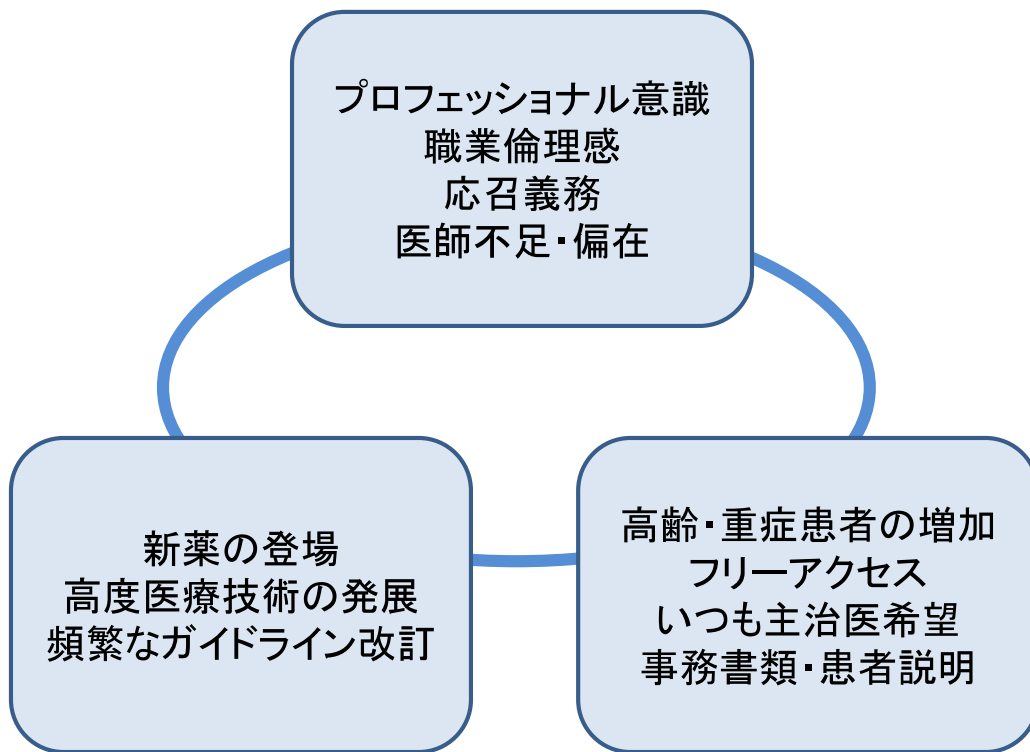 プロフェッショナル意識
職業倫理感
応召義務
医師不足・偏在
新薬の登場
高度医療技術の発展
頻繁なガイドライン改訂
高齢・重症患者の増加
フリーアクセス
いつも主治医希望
事務書類・患者説明